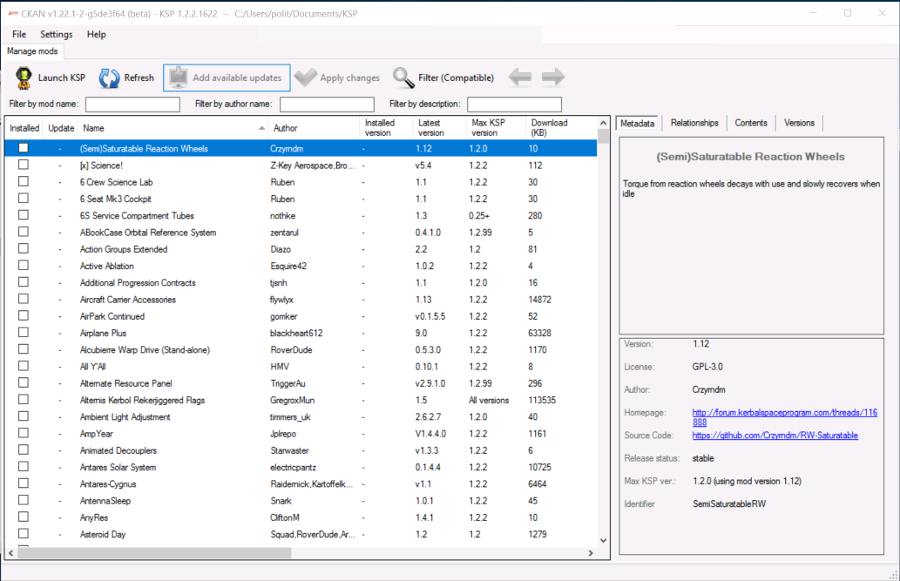 CKAN v1.22.1-2-g5de3f64 (beta) - KSP 1.2.2.1622 -- C:/Users/polit/Documents/KSP
File Settings Help
Manage mods
Launch KSP Refresh Add available updates Apply changes Filter (Compatible)
Filter by mod name: Filter by author name: Filter by description:
Installed Update Name Author Installed version Latest version Max KSP version Download (KB)
- (Semi)Saturatable Reaction Wheels Crzyrndm - 1.12 1.2.0 10
- [x] Science! Z-Key Aerospace,Bro... - v5.4 1.2.2 112
- 6 Crew Science Lab Ruben - 1.1 1.2.2 30
- 6 Seat Mk3 Cockpit Ruben - 1.1 1.2.2 30
- 6S Service Compartment Tubes nothke - 1.3 0.25+ 280
- ABookCase Orbital Reference System zentarul - 0.4.1.0 1.2.99 5
- Action Groups Extended Diazo - 2.2 1.2 81
- Active Ablation Esquire42 - 1.0.2 1.2.2 4
- Additional Progression Contracts tjsnh - 1.1 1.2.0 16
- Aircraft Carrier Accessories flywlyx - 1.13 1.2.2 14872
- AirPark Continued gomker - v0.1.5.5 1.2.2 52
- Airplane Plus blackheart612 - 9.0 1.2.2 63328
- Alcubierre Warp Drive (Stand-alone) RoverDude - 0.5.3.0 1.2.2 1170
- All Y'All HMV - 0.10.1 1.2.2 8
- Alternate Resource Panel TriggerAu - v2.9.1.0 1.2.99 296
- Alternis Kerbol Rekerjiggered Flags GregroxMun - 1.5 All versions 113535
- Ambient Light Adjustment timmers_uk - 2.6.2.7 1.2.0 40
- AmpYear Jplrepo - V1.4.4.0 1.2.2 1161
- Animated Decouplers Starwaster - v1.3.3 1.2.2 6
- Antares Solar System electricpantz - 0.1.4.4 1.2.2 10725
- Antares-Cygnus Raidernick,Kartoffelk... - v1.1 1.2.2 6464
- AntennaSleep Snark - 1.0.1 1.2.2 45
- AnyRes CliftonM - 1.4.1 1.2.2 10
- Asteroid Day Squad,RoverDude,Ar... - 1.2 1.2 1279
Metadata Relationships Contents Versions
(Semi)Saturatable Reaction Wheels
Torque from reaction wheels decays with use and slowly recovers when
idle
Version: 1.12
License: GPL-3.0
Author: Crzyrndm
Homepage: http://forum.kerbalspaceprogram.com/threads/116
888
Source Code: https://github.com/Crzyrndm/RW-Saturatable
Release status: stable
Max KSP ver.: 1.2.0 (using mod version 1.12)
Identifier SemiSaturatableRW